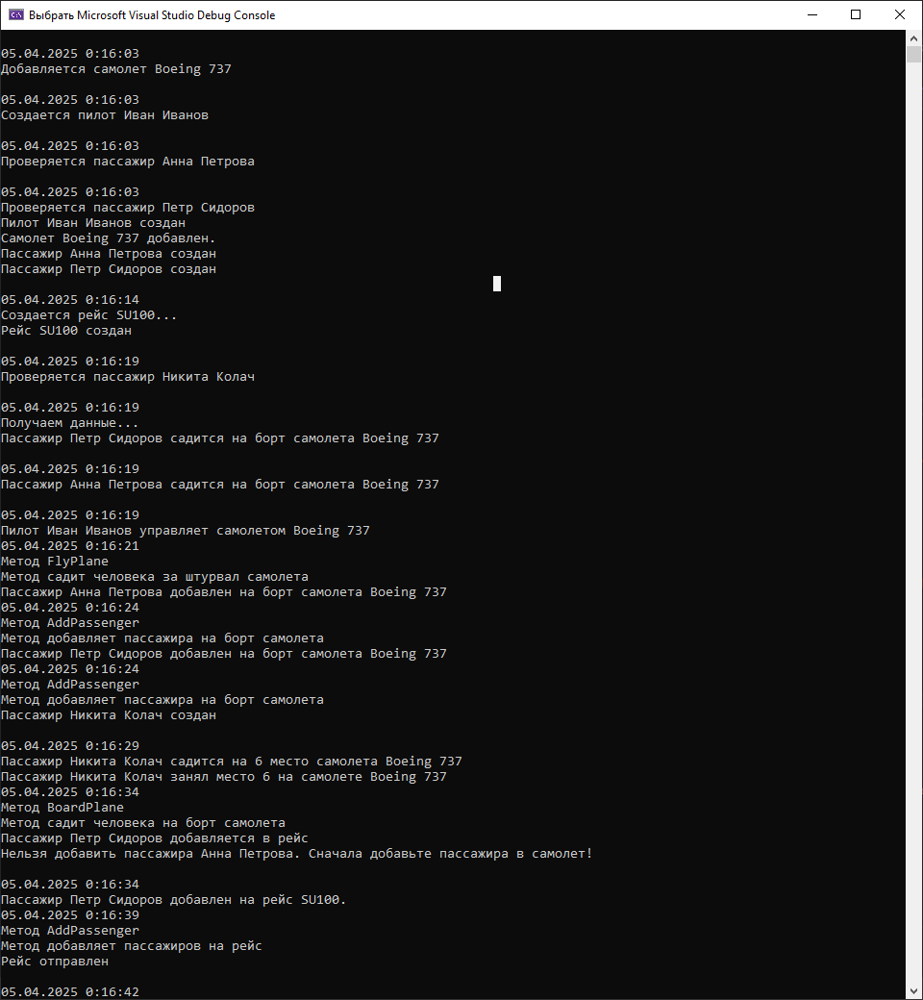 Выбрать Microsoft Visual Studio Debug Console
05.04.2025 0:16:03
Добавляется самолет Boeing 737
05.04.2025 0:16:03
Создается пилот Иван Иванов
05.04.2025 0:16:03
Проверяется пассажир Анна Петрова
05.04.2025 0:16:03
Проверяется пассажир Петр Сидоров
Пилот Иван Иванов создан
Самолет Boeing 737 добавлен.
Пассажир Анна Петрова создан
Пассажир Петр Сидоров создан
05.04.2025 0:16:14
Создается рейс SU100...
Рейс SU100 создан
05.04.2025 0:16:19
Проверяется пассажир Никита Колач
05.04.2025 0:16:19
Получаем данные...
Пассажир Петр Сидоров садится на борт самолета Boeing 737
05.04.2025 0:16:19
Пассажир Анна Петрова садится на борт самолета Boeing 737
05.04.2025 0:16:19
Пилот Иван Иванов управляет самолетом Boeing 737
05.04.2025 0:16:21
Метод FlyPlane
Метод садит человека за штурвал самолета
Пассажир Анна Петрова добавлен на борт самолета Boeing 737
05.04.2025 0:16:24
Метод AddPassenger
Метод добавляет пассажира на борт самолета
Пассажир Петр Сидоров добавлен на борт самолета Boeing 737
05.04.2025 0:16:24
Метод AddPassenger
Метод добавляет пассажира на борт самолета
Пассажир Никита Колач создан
05.04.2025 0:16:29
Пассажир Никита Колач садится на 6 место самолета Boeing 737
Пассажир Никита Колач занял место 6 на самолете Boeing 737
05.04.2025 0:16:34
Метод BoardPlane
Метод садит человека на борт самолета
Пассажир Петр Сидоров добавляется в рейс
Нельзя добавить пассажира Анна Петрова. Сначала добавьте пассажира в самолет!
05.04.2025 0:16:34
Пассажир Петр Сидоров добавлен на рейс SU100.
05.04.2025 0:16:39
Метод AddPassenger
Метод добавляет пассажиров на рейс
Рейс отправлен
05.04.2025 0:16:42